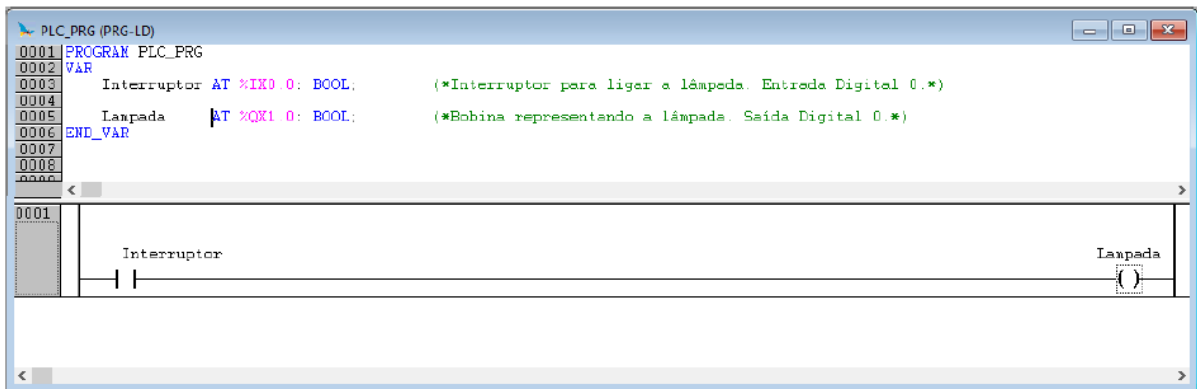 PLC_PRG (PRG-LD)
0001 PROGRAM PLC_PRG
0002 VAR
0003 Interruptor AT %IX0.0: BOOL; (*Interruptor para ligar a lâmpada. Entrada Digital 0.*)
0004
0005 Lampada AT %QX1.0: BOOL; (*Bobina representando a lâmpada. Saída Digital 0.*)
0006 END_VAR
0007
0008
0001
Interruptor Lampada